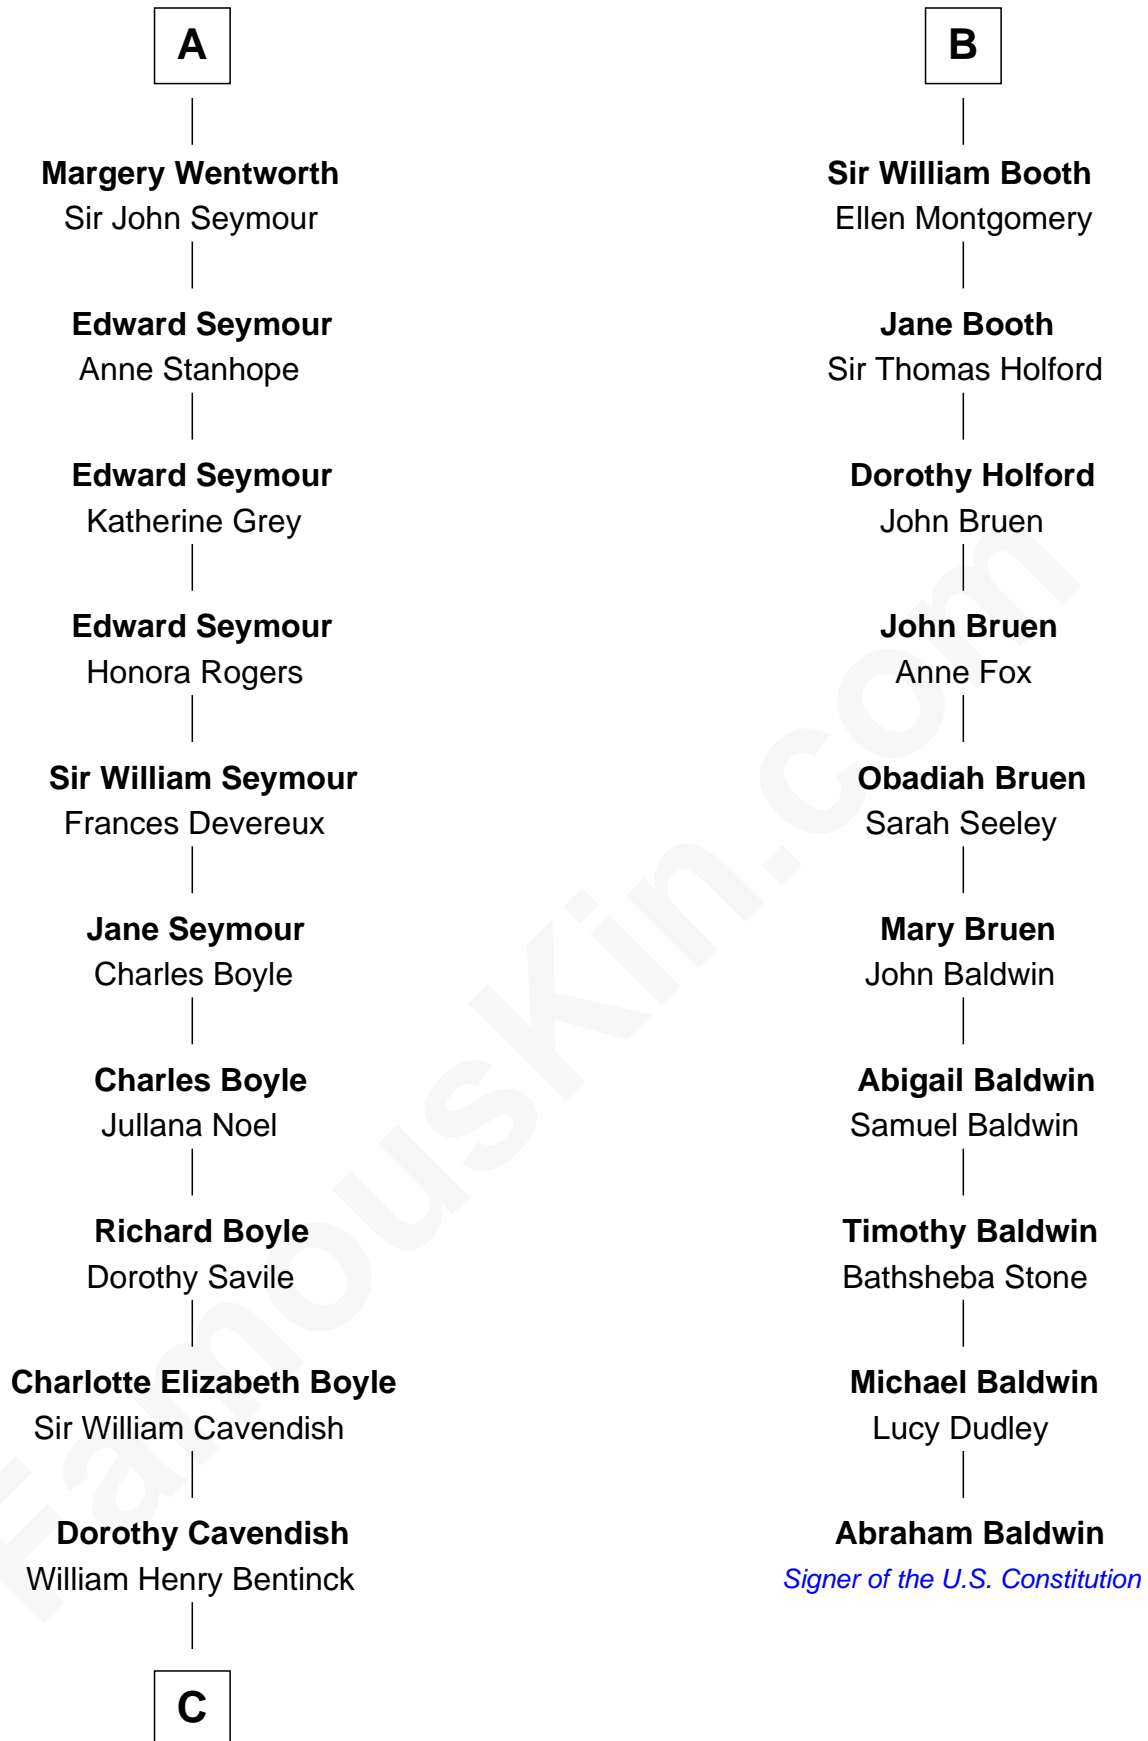 A
Margery Wentworth
Sir John Seymour
Edward Seymour
Anne Stanhope
Edward Seymour
Katherine Grey
Edward Seymour
Honora Rogers
Sir William Seymour
Frances Devereux
Jane Seymour
Charles Boyle
Charles Boyle
Jullana Noel
Richard Boyle
Dorothy Savile
Charlotte Elizabeth Boyle
Sir William Cavendish
Dorothy Cavendish
William Henry Bentinck
C
B
Sir William Booth
Ellen Montgomery
Jane Booth
Sir Thomas Holford
Dorothy Holford
John Bruen
John Bruen
Anne Fox
Obadiah Bruen
Sarah Seeley
Mary Bruen
John Baldwin
Abigail Baldwin
Samuel Baldwin
Timothy Baldwin
Bathsheba Stone
Michael Baldwin
Lucy Dudley
Abraham Baldwin
Signer of the U.S. Constitution
FamousKin.com